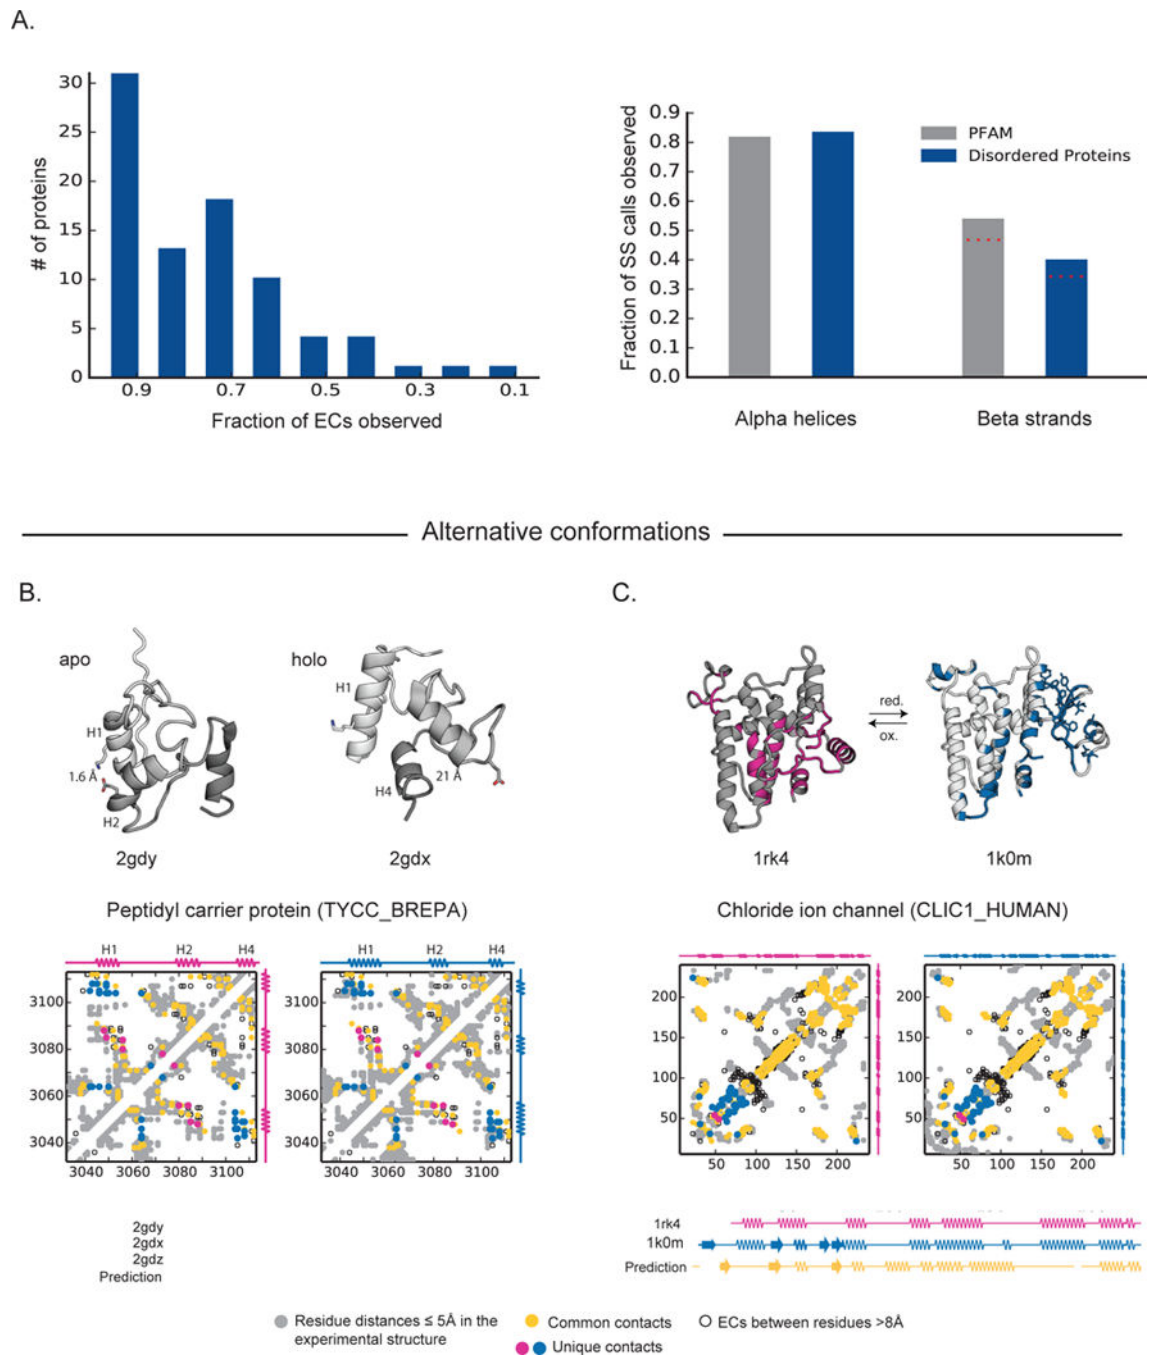 A.
# of proteins
30
25
20
15
10
5
0
0.9 0.7 0.5 0.3 0.1
Fraction of ECs observed
Fraction of SS calls observed
0.9
0.8
0.7
0.6
0.5
0.4
0.3
0.2
0.1
0.0
PFAM
Disordered Proteins
Alpha helices Beta strands
Alternative conformations
B.
apo
H1
1.6 Å
H2
2gdy
holo
H1
21 Å
H4
2gdx
Peptidyl carrier protein (TYCC_BREPA)
H1 H2 H4
3100
3080
3060
3040
3040 3060 3080 3100
H1 H2 H4
3100
3080
3060
3040
3040 3060 3080 3100
2gdy
2gdx
2gdz
Prediction
C.
red.
ox.
1rk4 1k0m
Chloride ion channel (CLIC1_HUMAN)
200
150
100
50
50 100 150 200
200
150
100
50
50 100 150 200
1rk4
1k0m
Prediction
Residue distances ≤ 5Å in the
experimental structure
Common contacts
Unique contacts
ECs between residues >8Å